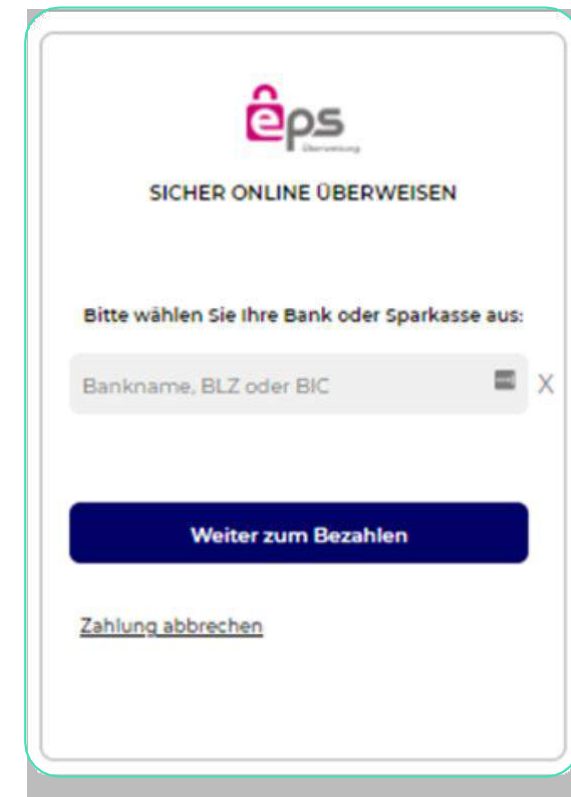 eps
Überweisung
SICHER ONLINE ÜBERWEISEN
Bitte wählen Sie Ihre Bank oder Sparkasse aus:
Bankname, BLZ oder BIC
X
Weiter zum Bezahlen
Zahlung abbrechen